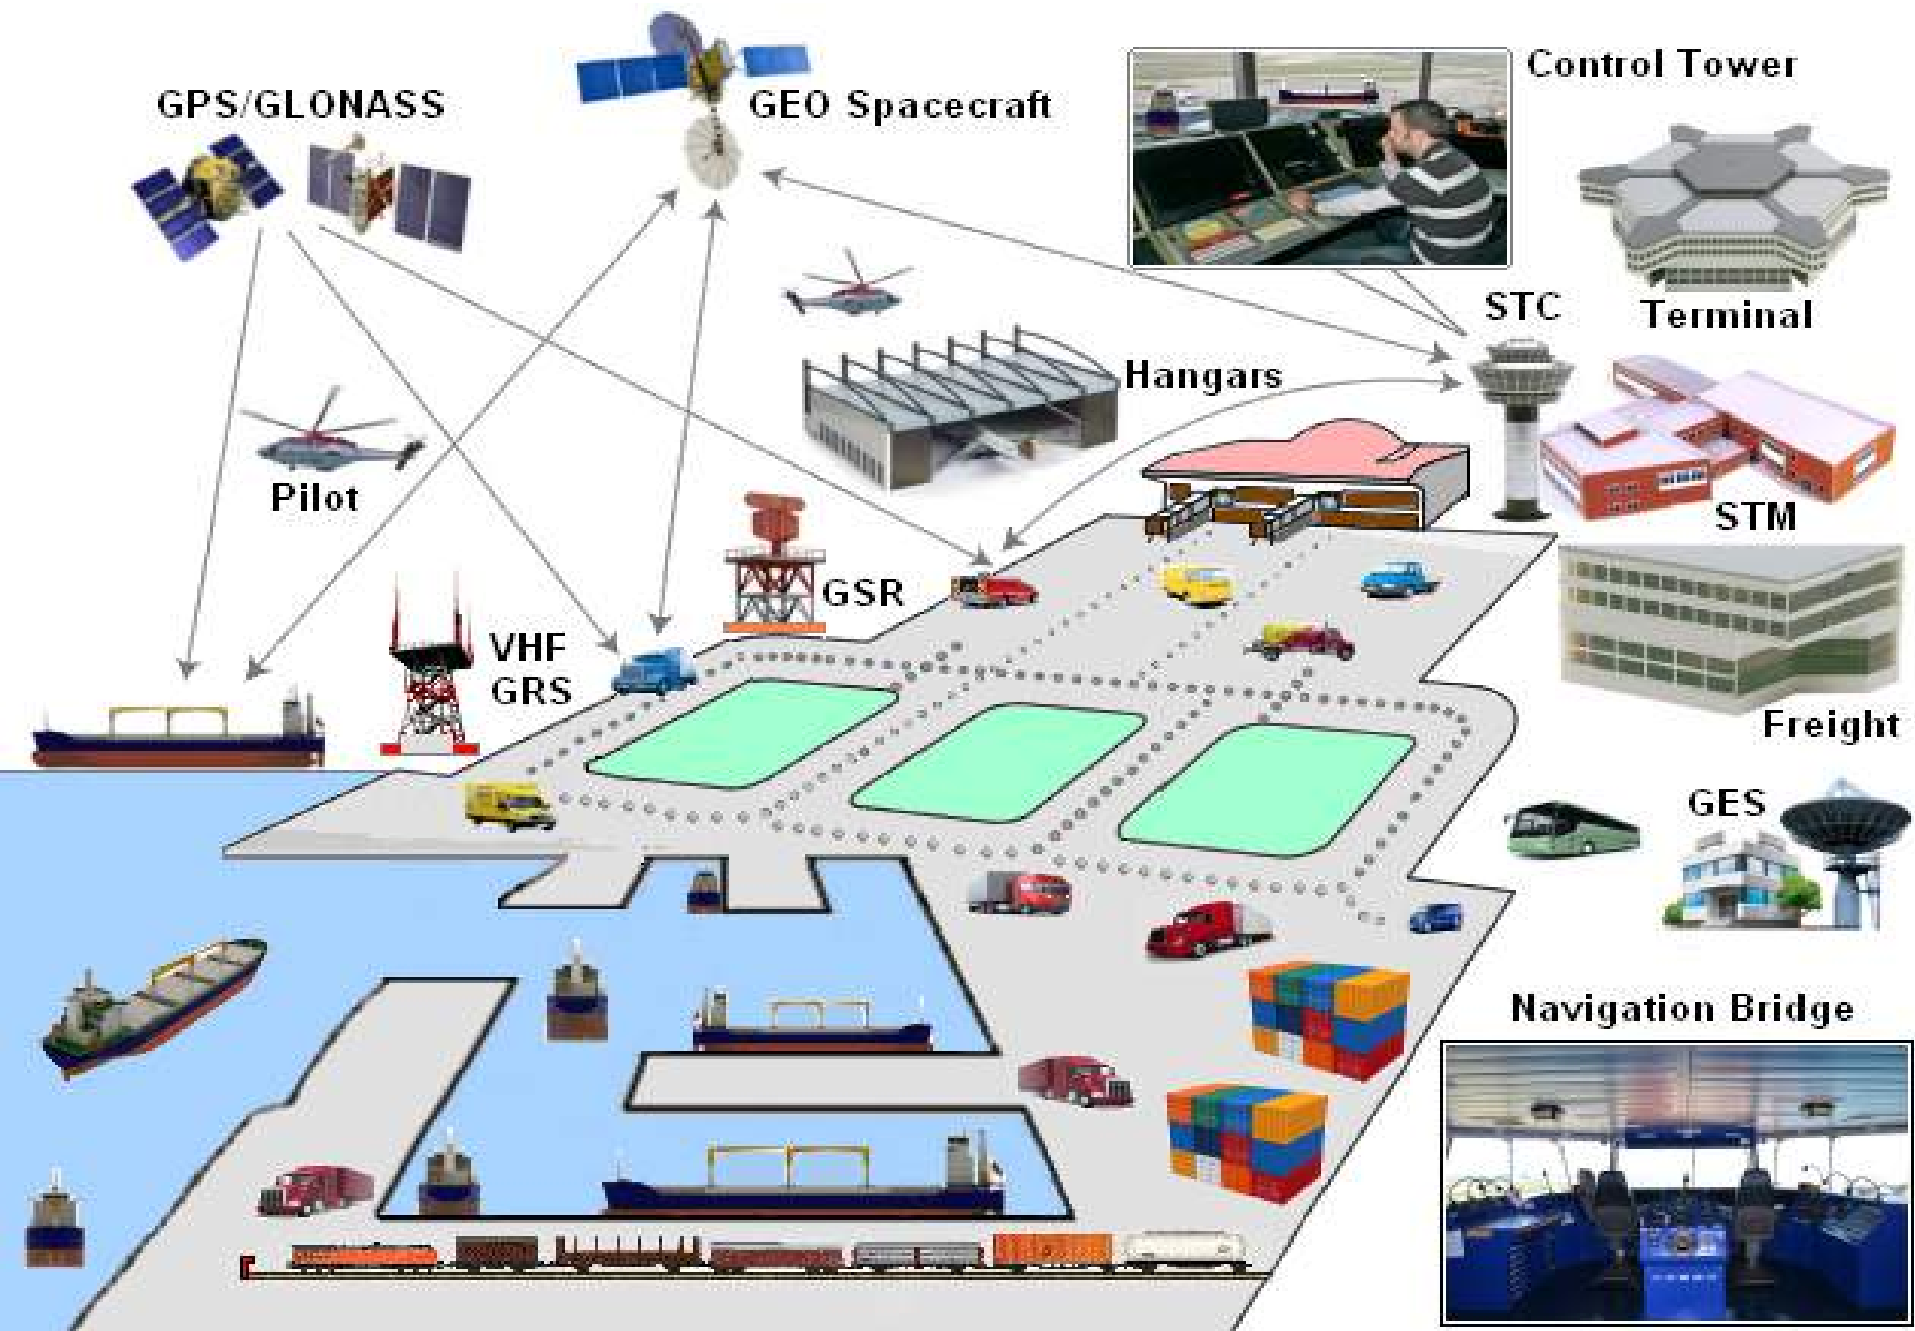 GPS/GLONASS
GEO Spacecraft
Control Tower
STC
Terminal
Hangars
Pilot
STM
GSR
VHF
GRS
Freight
GES
Navigation Bridge